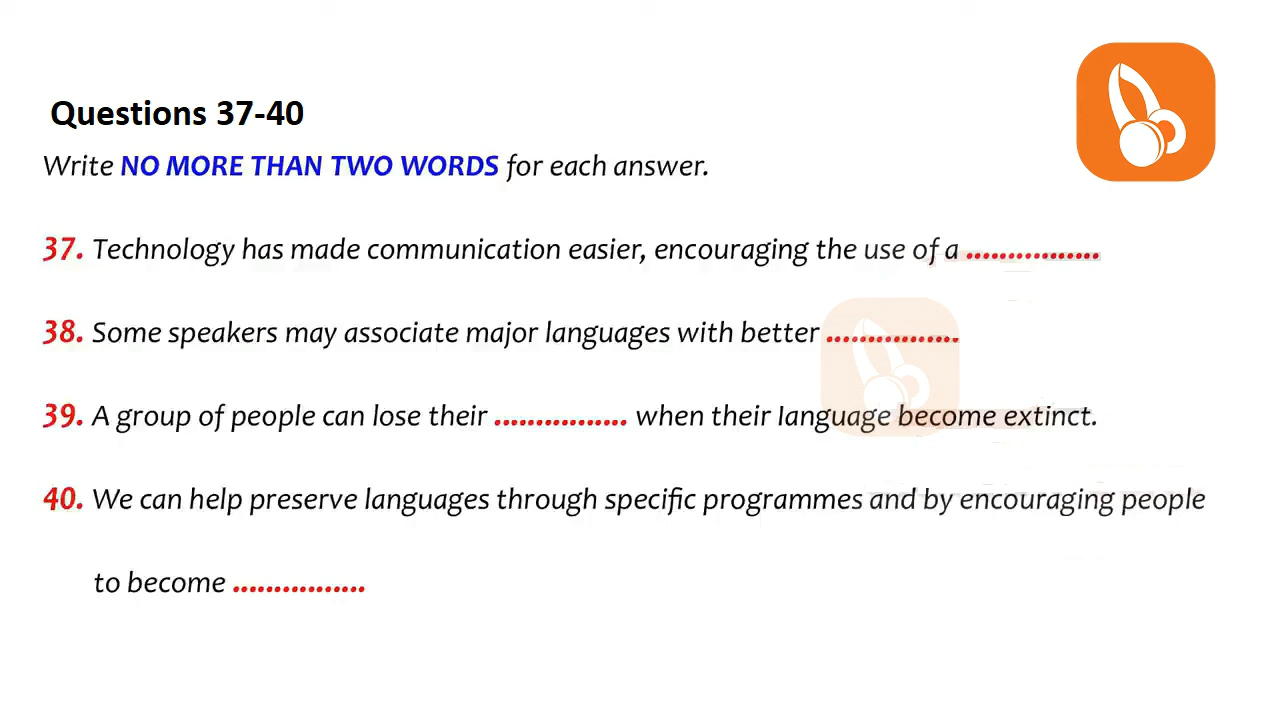 Questions 37-40
Write NO MORE THAN TWO WORDS for each answer.
37. Technology has made communication easier, encouraging the use of a ................
38. Some speakers may associate major languages with better ................
39. A group of people can lose their ................ when their language become extinct.
40. We can help preserve languages through specific programmes and by encouraging people
to become ................